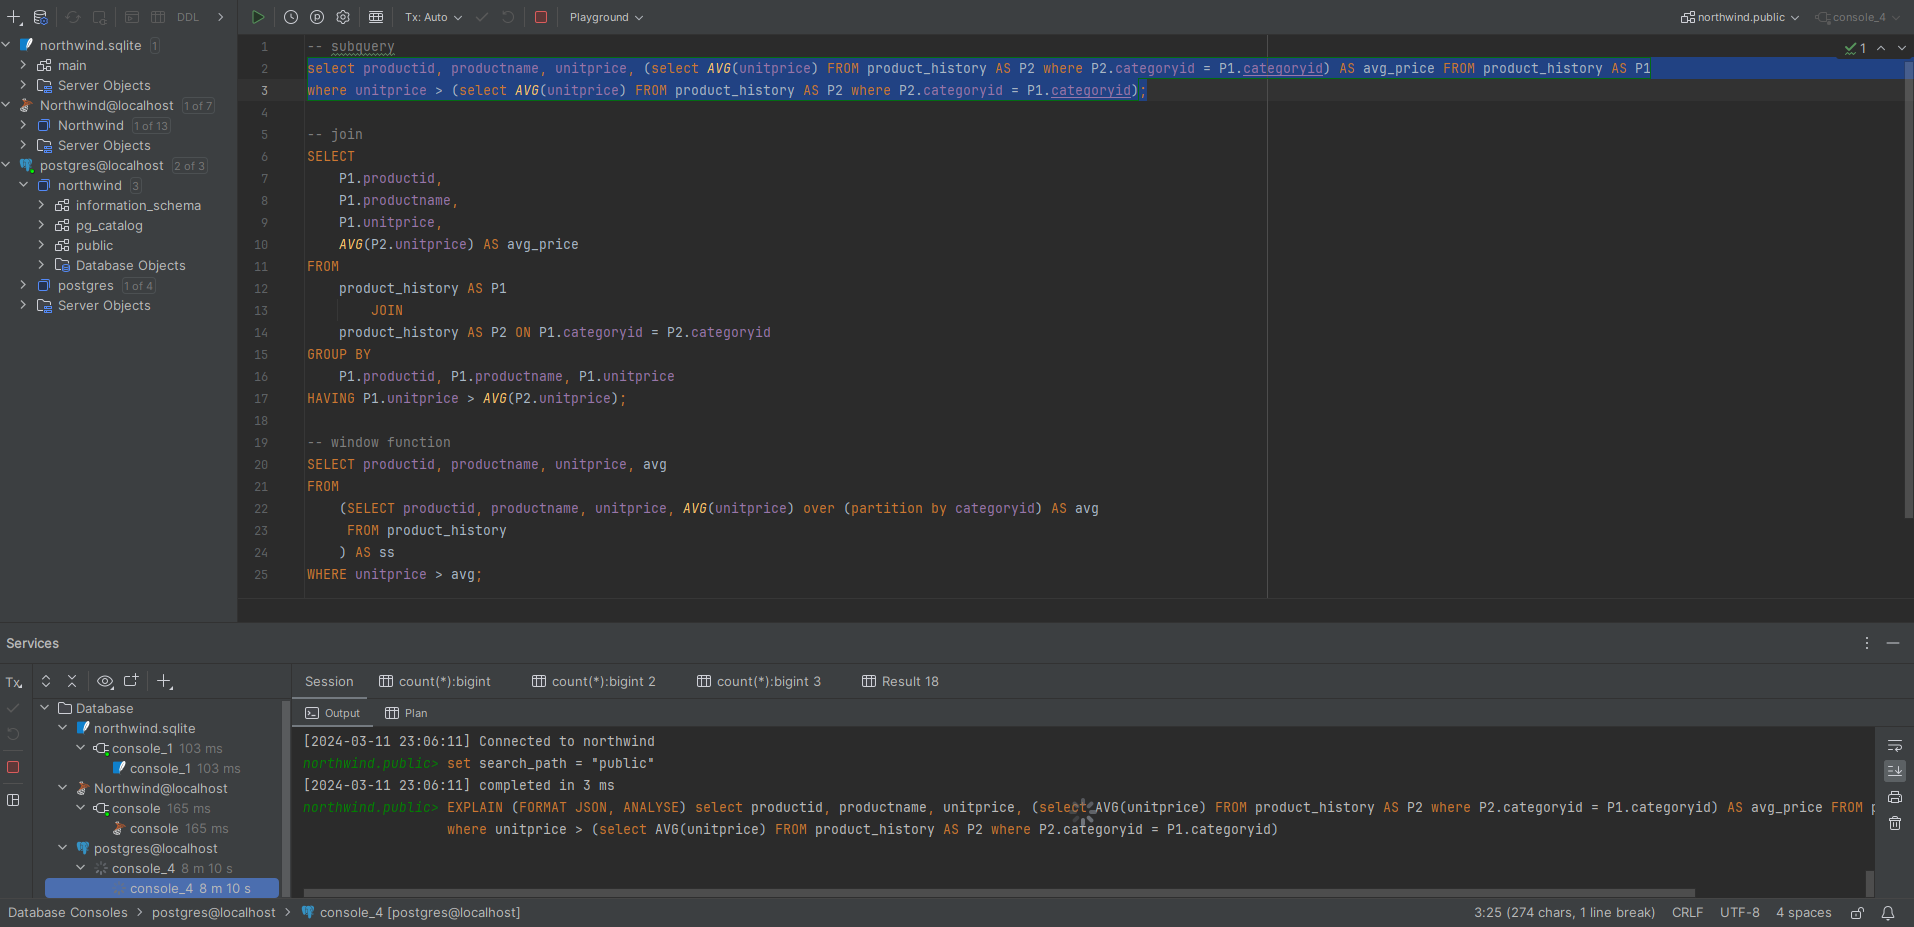 DDL
Tx: Auto
Playground
northwind.public
console_4
northwind.sqlite 1
main
Server Objects
Northwind@localhost 1 of 7
Northwind 1 of 13
Server Objects
postgres@localhost 2 of 3
northwind 3
information_schema
pg_catalog
public
Database Objects
postgres 1 of 4
Server Objects
1
1 -- subquery
2 select productid, productname, unitprice, (select AVG(unitprice) FROM product_history AS P2 where P2.categoryid = P1.categoryid) AS avg_price FROM product_history AS P1
3 where unitprice > (select AVG(unitprice) FROM product_history AS P2 where P2.categoryid = P1.categoryid);
4
5 -- join
6 SELECT
7 P1.productid,
8 P1.productname,
9 P1.unitprice,
10 AVG(P2.unitprice) AS avg_price
11 FROM
12 product_history AS P1
13 JOIN
14 product_history AS P2 ON P1.categoryid = P2.categoryid
15 GROUP BY
16 P1.productid, P1.productname, P1.unitprice
17 HAVING P1.unitprice > AVG(P2.unitprice);
18
19 -- window function
20 SELECT productid, productname, unitprice, avg
21 FROM
22 (SELECT productid, productname, unitprice, AVG(unitprice) over (partition by categoryid) AS avg
23 FROM product_history
24 ) AS ss
25 WHERE unitprice > avg;
Services
Tx
Database
northwind.sqlite
console_1 103 ms
console_1 103 ms
Northwind@localhost
console 165 ms
console 165 ms
postgres@localhost
console_4 8 m 10 s
console_4 8 m 10 s
Session
count(*):bigint
count(*):bigint 2
count(*):bigint 3
Result 18
Output
Plan
[2024-03-11 23:06:11] Connected to northwind
northwind.public> set search_path = "public"
[2024-03-11 23:06:11] completed in 3 ms
northwind.public> EXPLAIN (FORMAT JSON, ANALYSE) select productid, productname, unitprice, (select AVG(unitprice) FROM product_history AS P2 where P2.categoryid = P1.categoryid) AS avg_price FROM p
where unitprice > (select AVG(unitprice) FROM product_history AS P2 where P2.categoryid = P1.categoryid)
Database Consoles > postgres@localhost > console_4 [postgres@localhost]
3:25 (274 chars, 1 line break)
CRLF
UTF-8
4 spaces